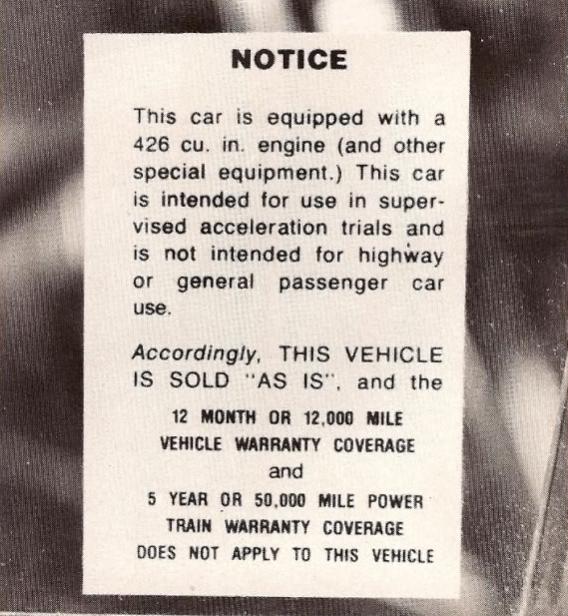 NOTICE
This car is equipped with a
426 cu. in. engine (and other
special equipment.) This car
is intended for use in super-
vised acceleration trials and
is not intended for highway
or general passenger car
use.
Accordingly, THIS VEHICLE
IS SOLD "AS IS", and the
12 MONTH OR 12,000 MILE
VEHICLE WARRANTY COVERAGE
and
5 YEAR OR 50,000 MILE POWER
TRAIN WARRANTY COVERAGE
DOES NOT APPLY TO THIS VEHICLE